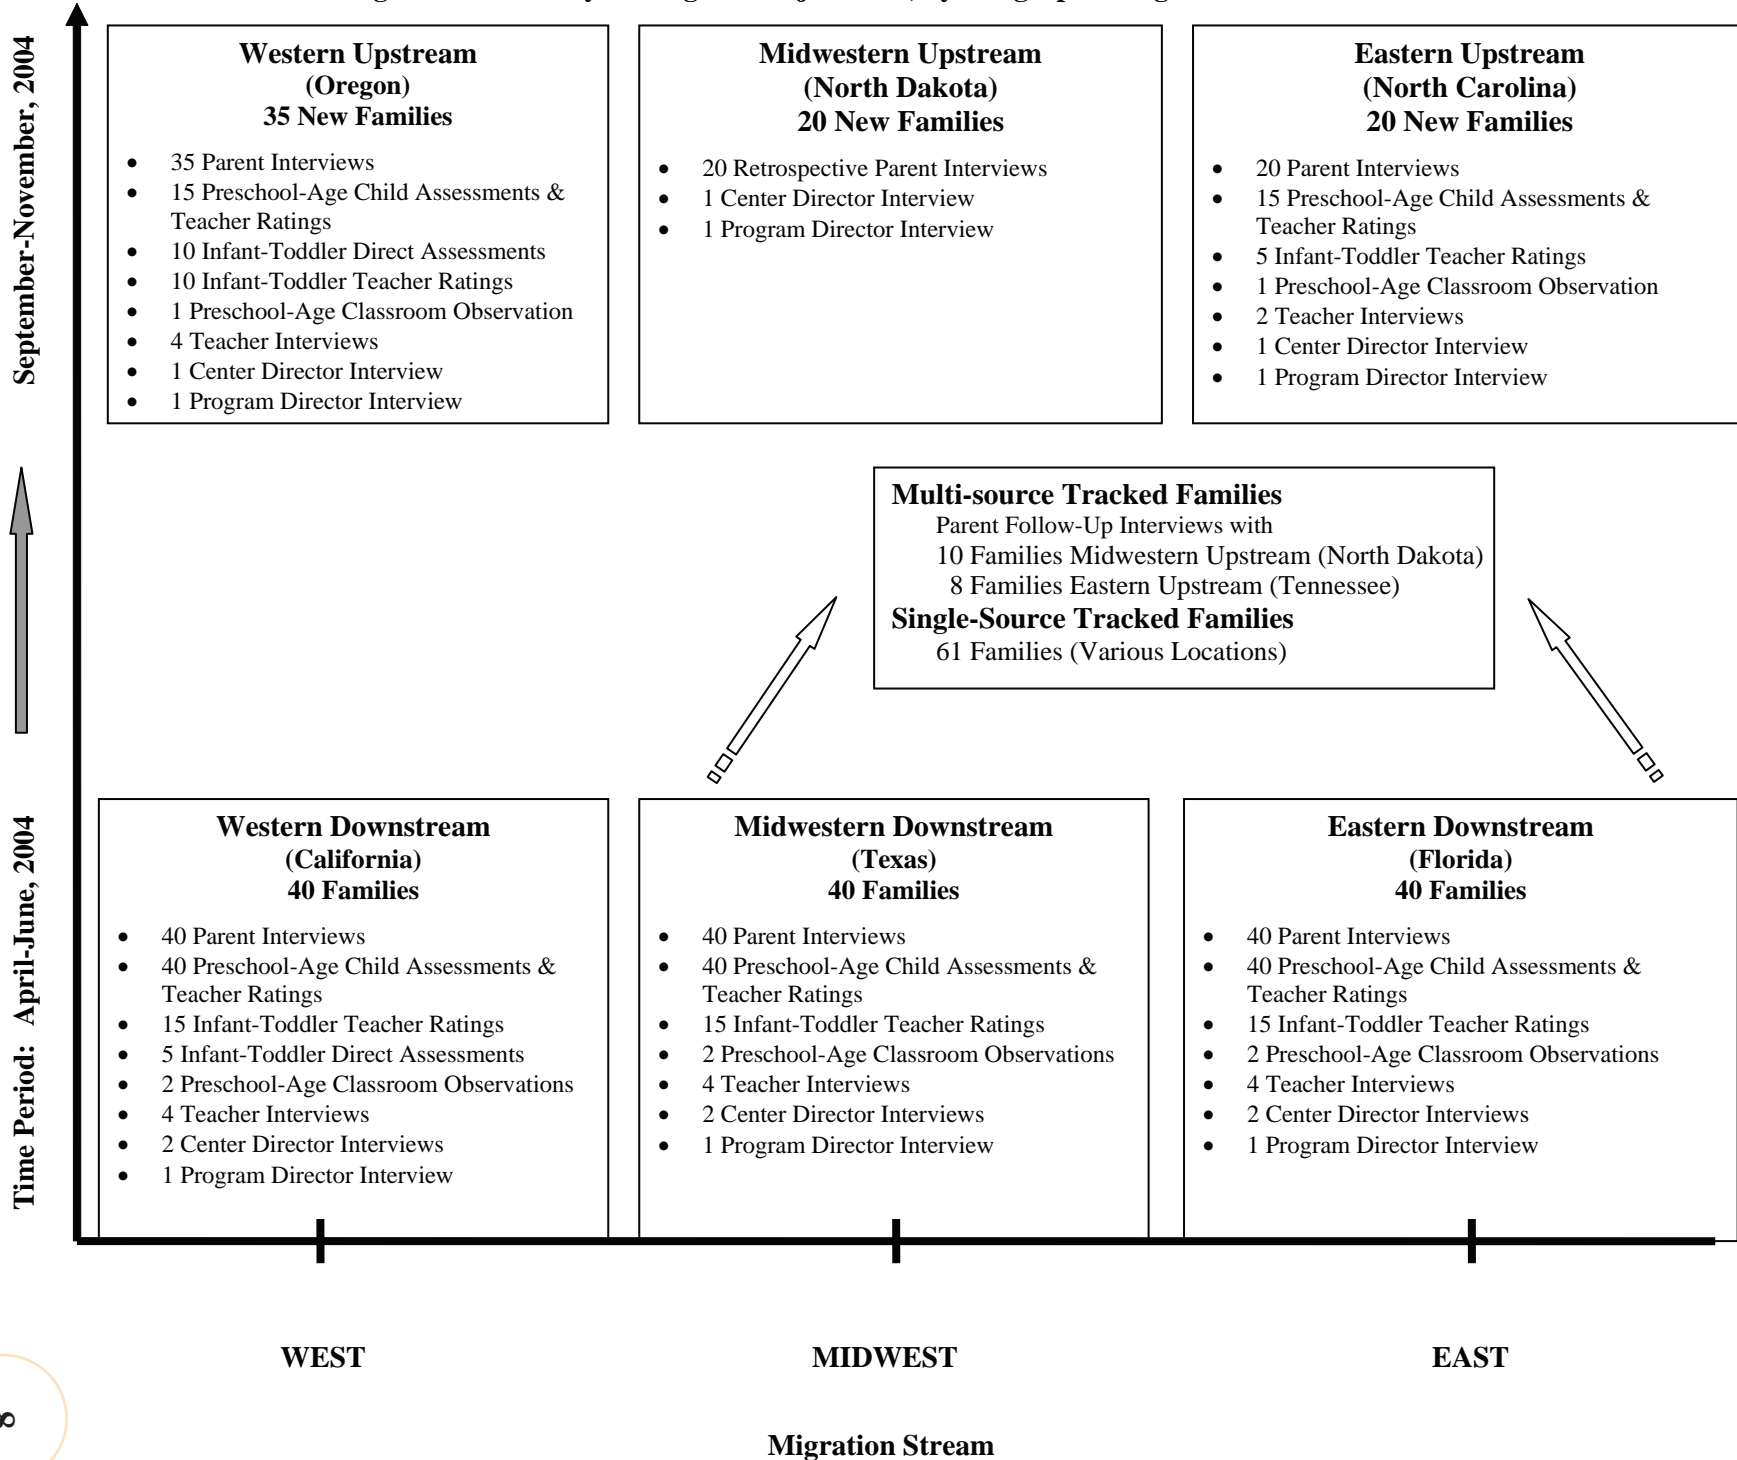 Western Upstream
(Oregon)
35 New Families
• 35 Parent Interviews
• 15 Preschool-Age Child Assessments &
Teacher Ratings
• 10 Infant-Toddler Direct Assessments
• 10 Infant-Toddler Teacher Ratings
• 1 Preschool-Age Classroom Observation
• 4 Teacher Interviews
• 1 Center Director Interview
• 1 Program Director Interview
Midwestern Upstream
(North Dakota)
20 New Families
• 20 Retrospective Parent Interviews
• 1 Center Director Interview
• 1 Program Director Interview
Eastern Upstream
(North Carolina)
20 New Families
• 20 Parent Interviews
• 15 Preschool-Age Child Assessments &
Teacher Ratings
• 5 Infant-Toddler Teacher Ratings
• 1 Preschool-Age Classroom Observation
• 2 Teacher Interviews
• 1 Center Director Interview
• 1 Program Director Interview
Multi-source Tracked Families
Parent Follow-Up Interviews with
10 Families Midwestern Upstream (North Dakota)
8 Families Eastern Upstream (Tennessee)
Single-Source Tracked Families
61 Families (Various Locations)
Western Downstream
(California)
40 Families
• 40 Parent Interviews
• 40 Preschool-Age Child Assessments &
Teacher Ratings
• 15 Infant-Toddler Teacher Ratings
• 5 Infant-Toddler Direct Assessments
• 2 Preschool-Age Classroom Observations
• 4 Teacher Interviews
• 2 Center Director Interviews
• 1 Program Director Interview
Midwestern Downstream
(Texas)
40 Families
• 40 Parent Interviews
• 40 Preschool-Age Child Assessments &
Teacher Ratings
• 15 Infant-Toddler Teacher Ratings
• 2 Preschool-Age Classroom Observations
• 4 Teacher Interviews
• 2 Center Director Interviews
• 1 Program Director Interview
Eastern Downstream
(Florida)
40 Families
• 40 Parent Interviews
• 40 Preschool-Age Child Assessments &
Teacher Ratings
• 15 Infant-Toddler Teacher Ratings
• 2 Preschool-Age Classroom Observations
• 4 Teacher Interviews
• 2 Center Director Interviews
• 1 Program Director Interview
Time Period: April-June, 2004
September-November, 2004
WEST
MIDWEST
EAST
Migration Stream
8